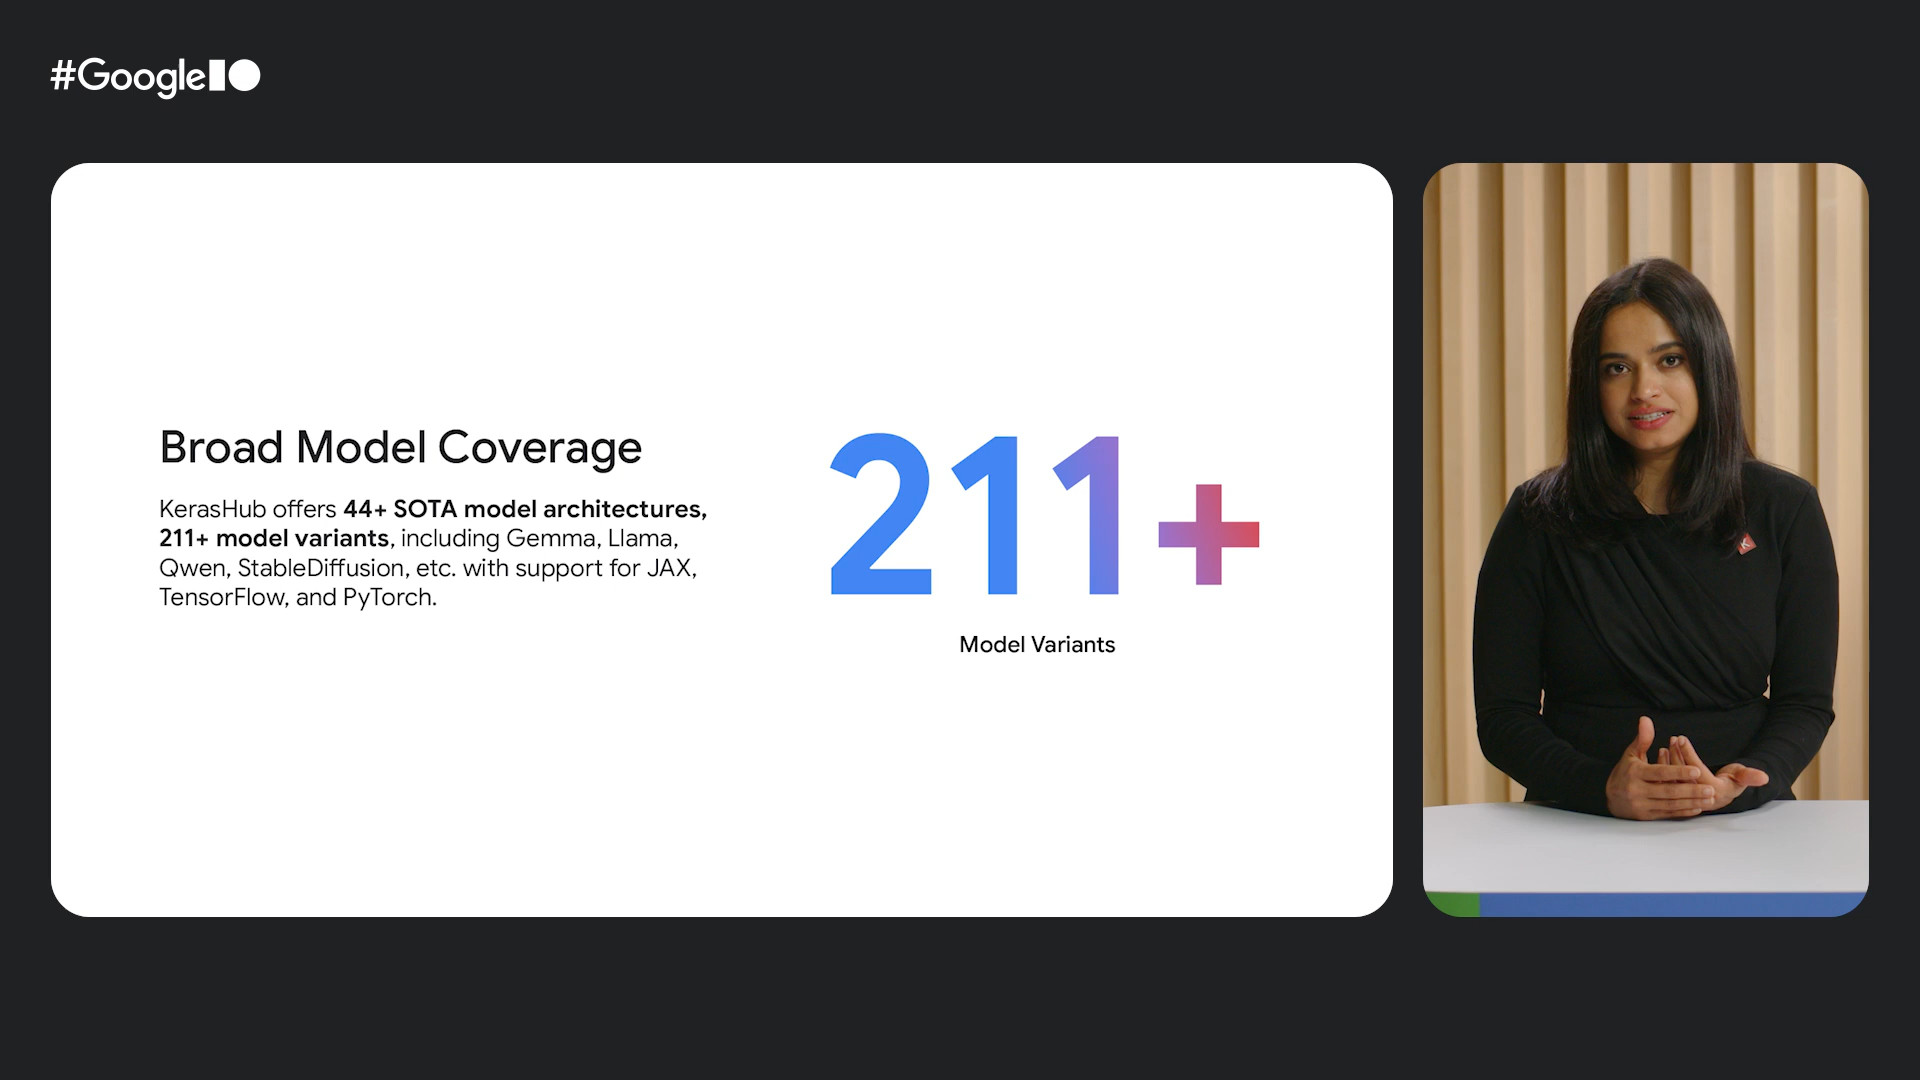 #GoogleIO
Broad Model Coverage
KerasHub offers 44+ SOTA model architectures,
211+ model variants, including Gemma, Llama,
Qwen, StableDiffusion, etc. with support for JAX,
TensorFlow, and PyTorch.
211+
Model Variants
K